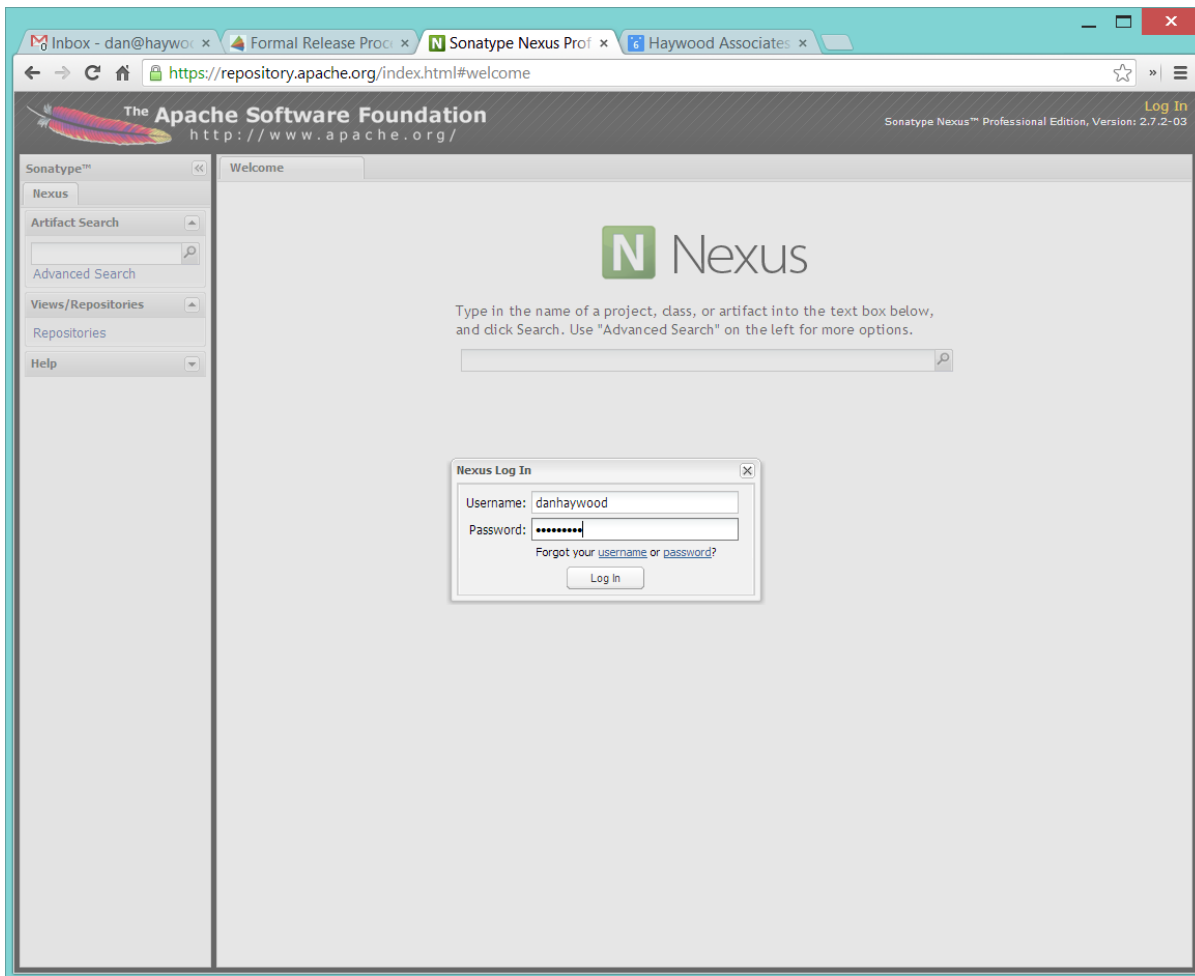 Inbox - dan@haywoo
Formal Release Proce
Sonatype Nexus Prof
Haywood Associates
https://repository.apache.org/index.html#welcome
The Apache Software Foundation
http://www.apache.org/
Log In
Sonatype Nexus™ Professional Edition, Version: 2.7.2-03
Sonatype™
Welcome
Nexus
Artifact Search
Advanced Search
Views/Repositories
Repositories
Help
N Nexus
Type in the name of a project, class, or artifact into the text box below,
and click Search. Use "Advanced Search" on the left for more options.
Nexus Log In
Username: danhaywood
Password: •••••••••
Forgot your username or password?
Log In